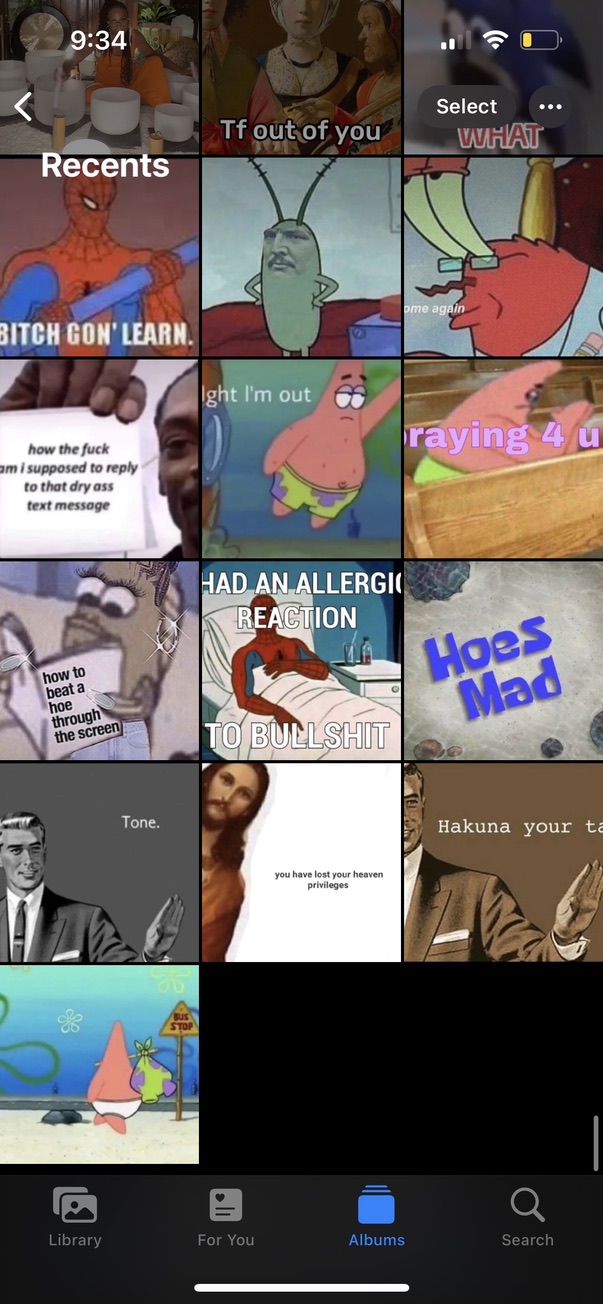 9:34
Tf out of you
Select
WHAT
Recents
BITCH GON' LEARN.
ome again
how the fuck
am i supposed to reply
to that dry ass
text message
ght I'm out
praying 4 u
how to
beat a
hoe
through
the screen
HAD AN ALLERGIC
REACTION
TO BULLSHIT
Hoes
Mad
Tone.
you have lost your heaven
privileges
Hakuna your ta
BUS
STOP
Library
For You
Albums
Search